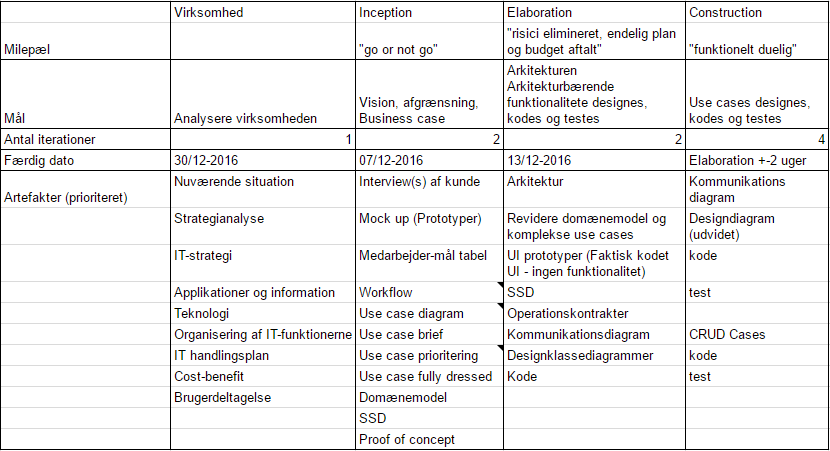 Virksomhed Inception Elaboration Construction
Milepæl "go or not go" "risici elimineret, endelig plan
og budget aftalt" "funktionelt duelig"
Mål Analysere virksomheden Vision, afgrænsning,
Business case Arkitekturen
Arkitekturbærende
funktionalitete designes,
kodes og testes Use cases designes,
kodes og testes
Antal iterationer 1 2 2 4
Færdig dato 30/12-2016 07/12-2016 13/12-2016 Elaboration +-2 uger
Artefakter (prioriteret) Nuværende situation Interview(s) af kunde Arkitektur Kommunikations
diagram
Strategianalyse Mock up (Prototyper) Revidere domænemodel og
komplekse use cases Designdiagram
(udvidet)
IT-strategi Medarbejder-mål tabel UI prototyper (Faktisk kodet
UI - ingen funktionalitet) kode
Applikationer og information Workflow SSD test
Teknologi Use case diagram Operationskontrakter
Organisering af IT-funktionerne Use case brief Kommunikationsdiagram CRUD Cases
IT handlingsplan Use case prioritering Designklassediagrammer kode
Cost-benefit Use case fully dressed Kode test
Brugerdeltagelse Domænemodel
SSD
Proof of concept